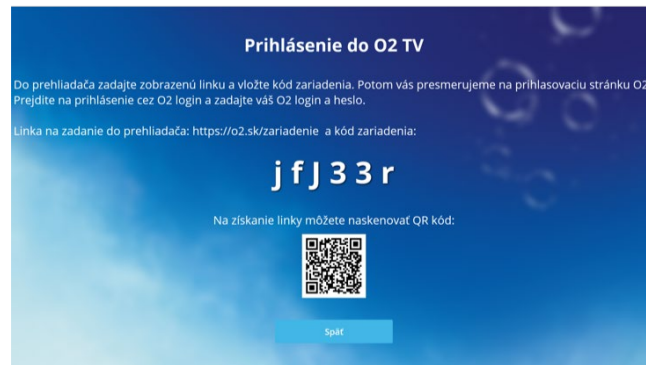 Prihlásenie do O2 TV
Do prehliadača zadajte zobrazenú linku a vložte kód zariadenia. Potom vás presmerujeme na prihlasovaciu stránku O2
Prejdite na prihlásenie cez O2 login a zadajte váš O2 login a heslo.
Linka na zadanie do prehliadača: https://o2.sk/zariadenie a kód zariadenia:
j f J 3 3 r
Na získanie linky môžete naskenovať QR kód:
Späť